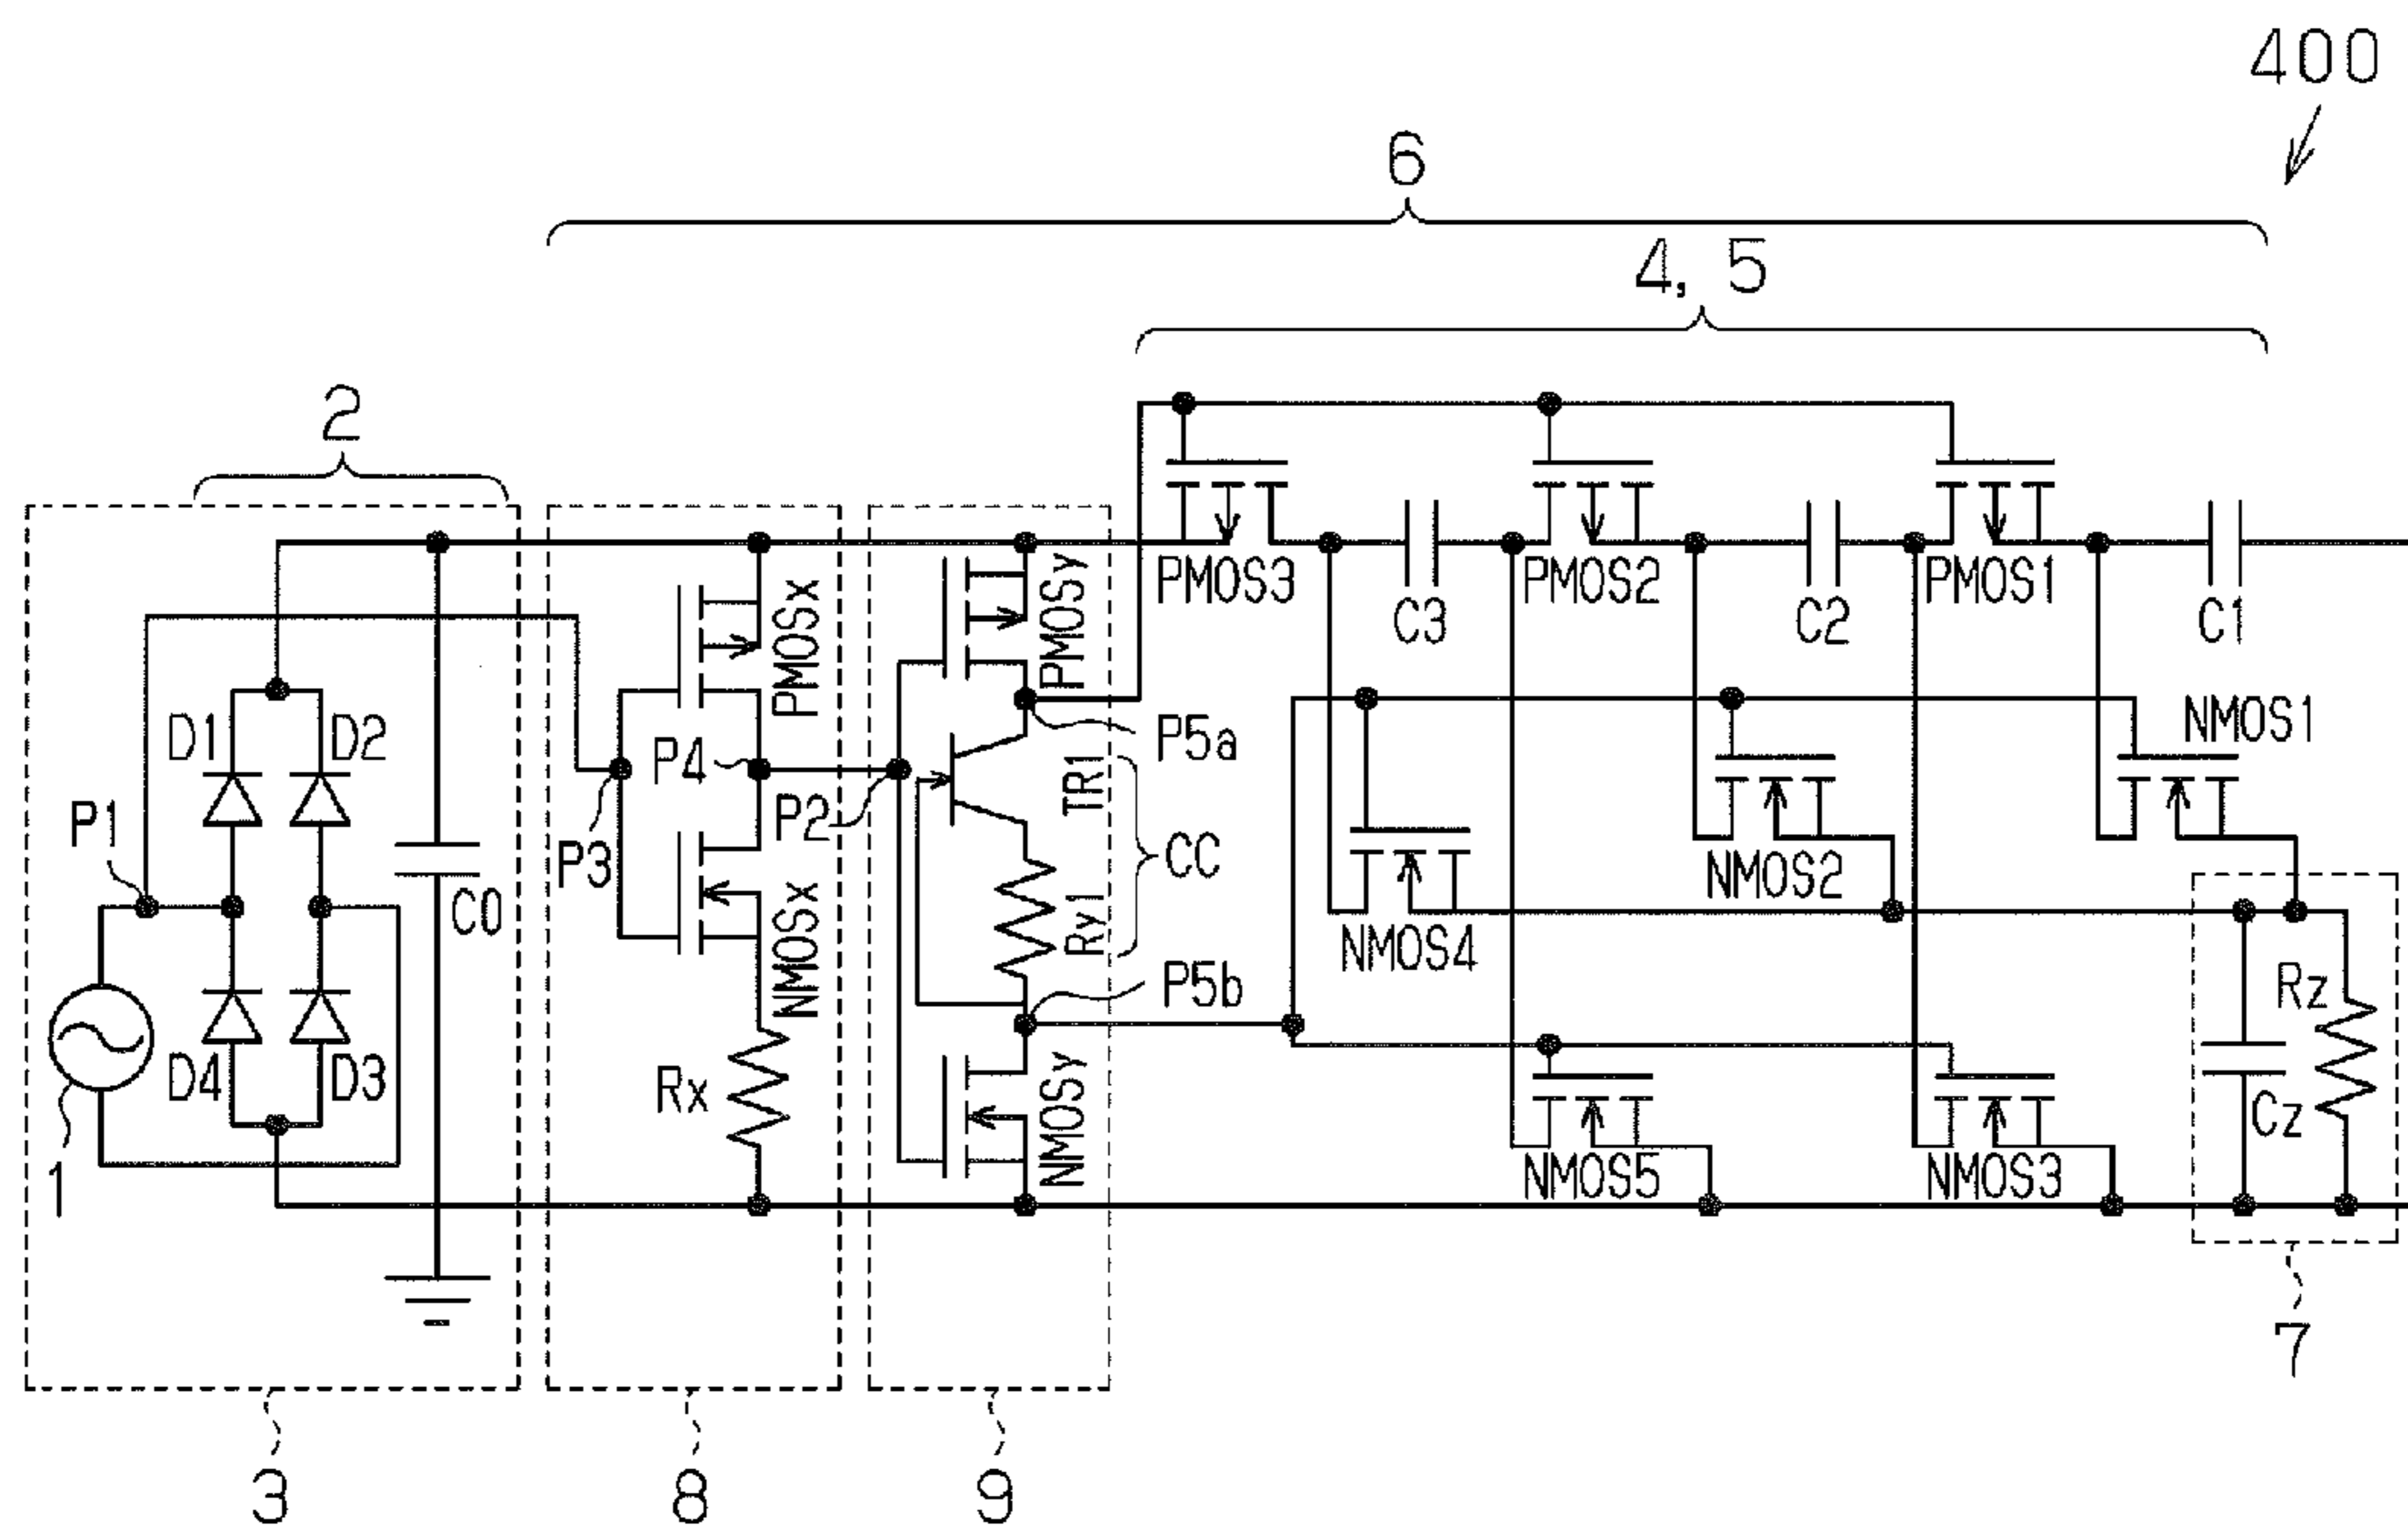 400
6
4, 5
2
PMOS3
C3
PMOS2
C2
PMOS1
C1
PMOSx
PMOSy
D1
D2
P1
P4
P3
P2
P5a
TR1
CC
Ry1
NMOS1
NMOS2
NMOS4
C0
NMOSx
P5b
Rz
D4
D3
Rx
NMOSy
Cz
1
NMOS5
NMOS3
7
3
8
9